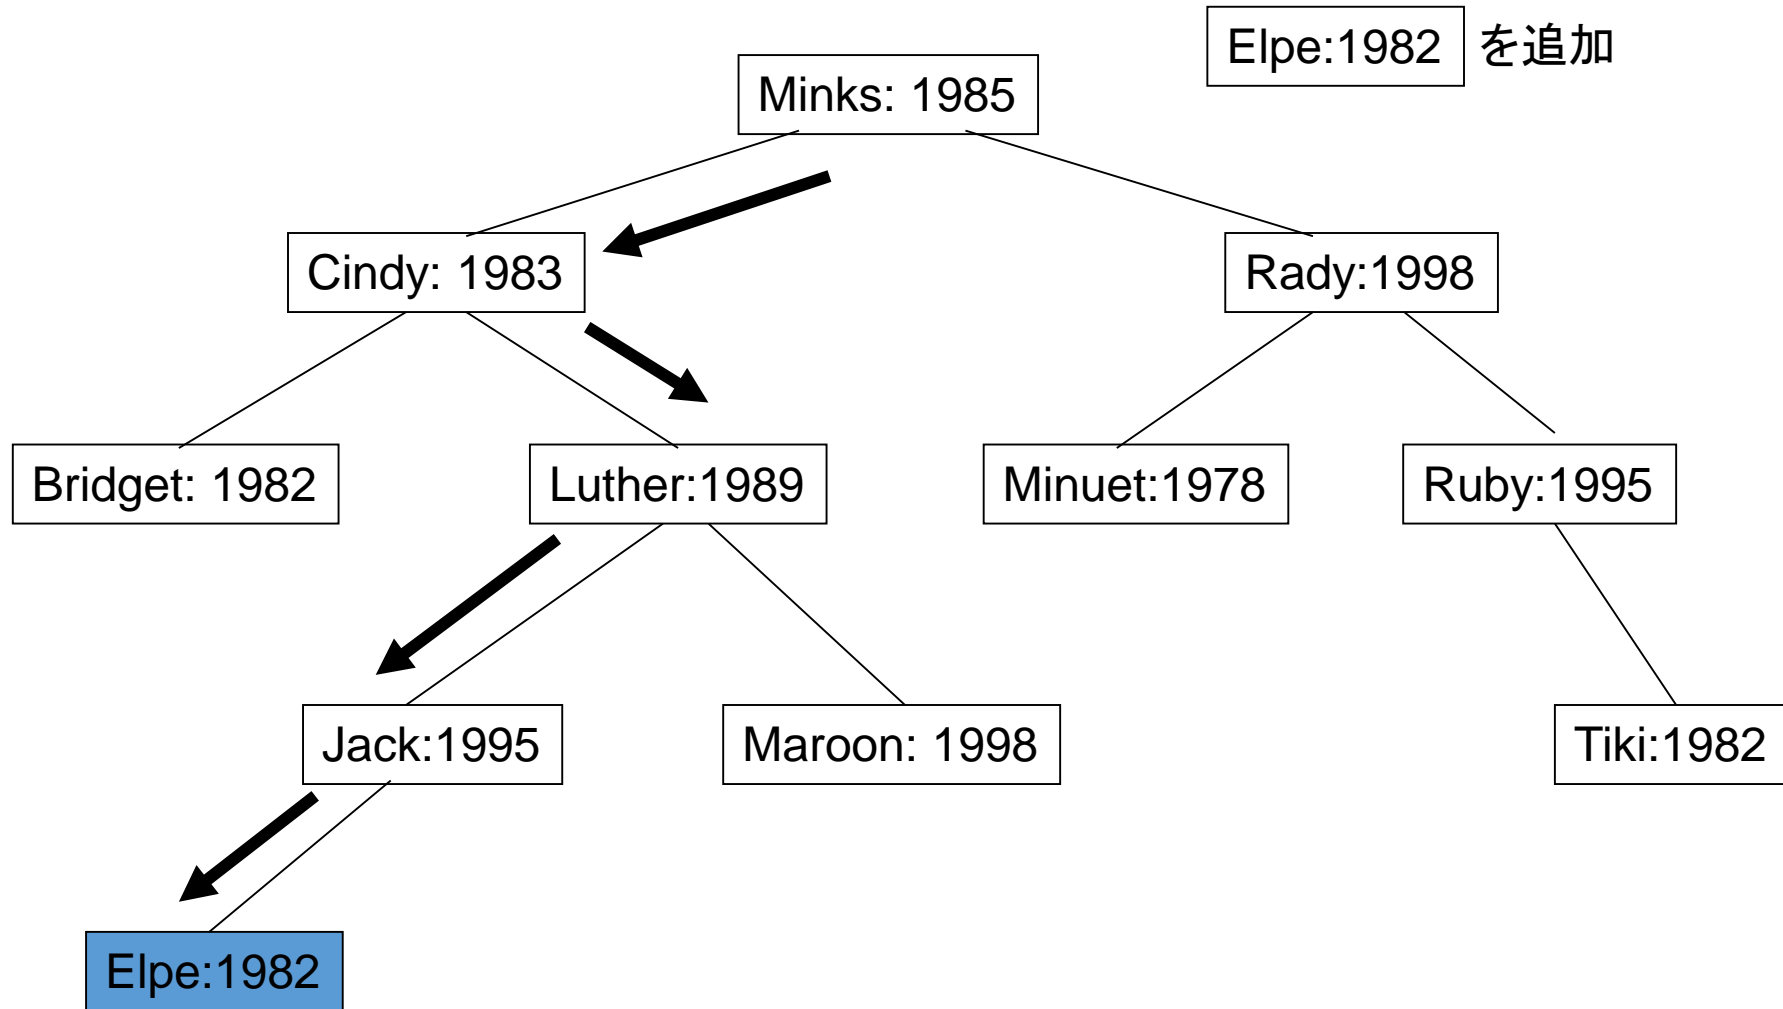 Elpe:1982 を追加
Minks: 1985
Cindy: 1983
Rady:1998
Bridget: 1982
Luther:1989
Minuet:1978
Ruby:1995
Jack:1995
Maroon: 1998
Tiki:1982
Elpe:1982